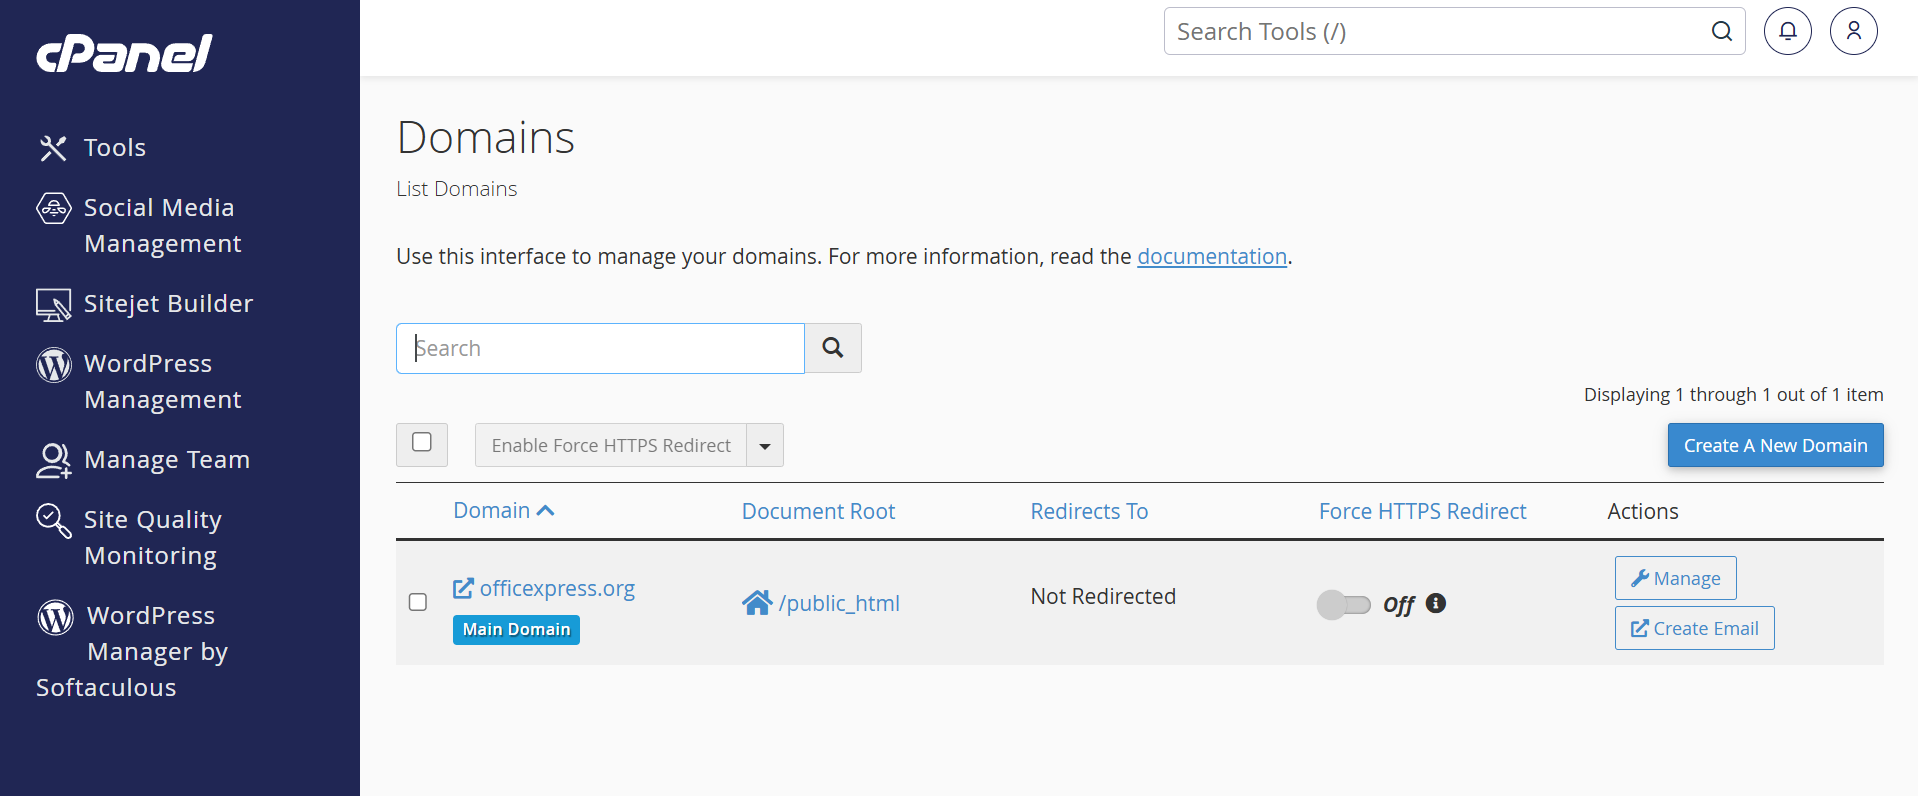 cPanel
Tools
Social Media
Management
Sitejet Builder
WordPress
Management
Manage Team
Site Quality
Monitoring
WordPress
Manager by
Softaculous
Search Tools (/)
Domains
List Domains
Use this interface to manage your domains. For more information, read the documentation.
Search
Displaying 1 through 1 out of 1 item
Enable Force HTTPS Redirect
Create A New Domain
Domain Document Root Redirects To Force HTTPS Redirect Actions
officexpress.org
Main Domain
/public_html
Not Redirected
Off
Manage
Create Email